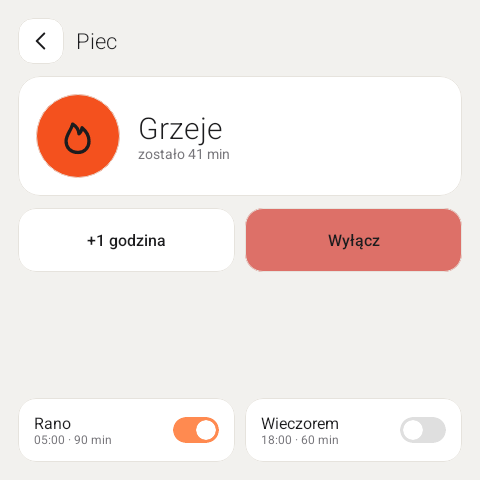 Piec
Grzeje
zostało 41 min
+1 godzina
Wyłącz
Rano
05:00 · 90 min
Wieczorem
18:00 · 60 min